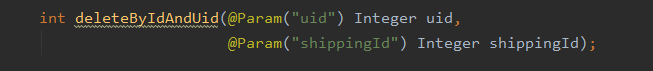 int deleteByIdAndUid(@Param("uid") Integer uid,
@Param("shippingId") Integer shippingId);